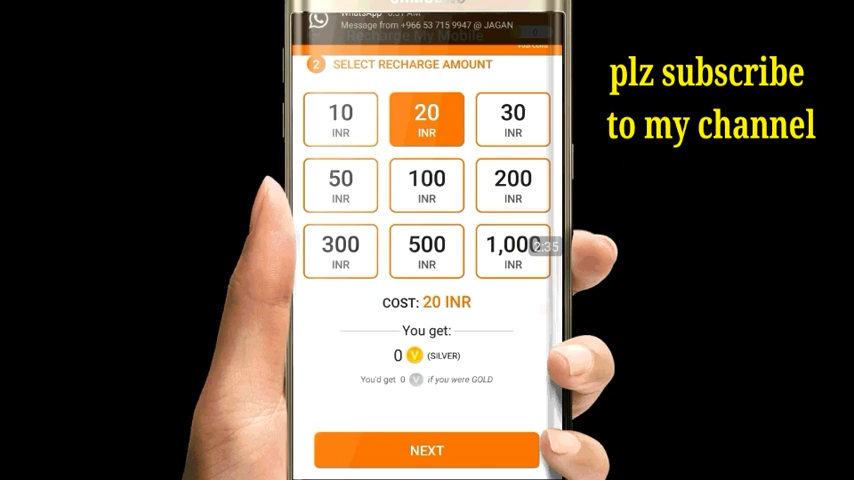 WhatsApp
Message from +966 53 715 9947 @ JAGAN
Recharge My Mobile
2 SELECT RECHARGE AMOUNT
10 INR
20 INR
30 INR
50 INR
100 INR
200 INR
300 INR
500 INR
1,000 INR
2:35
COST: 20 INR
You get:
0 V (SILVER)
You'd get 0 V if you were GOLD
NEXT
plz subscribe
to my channel